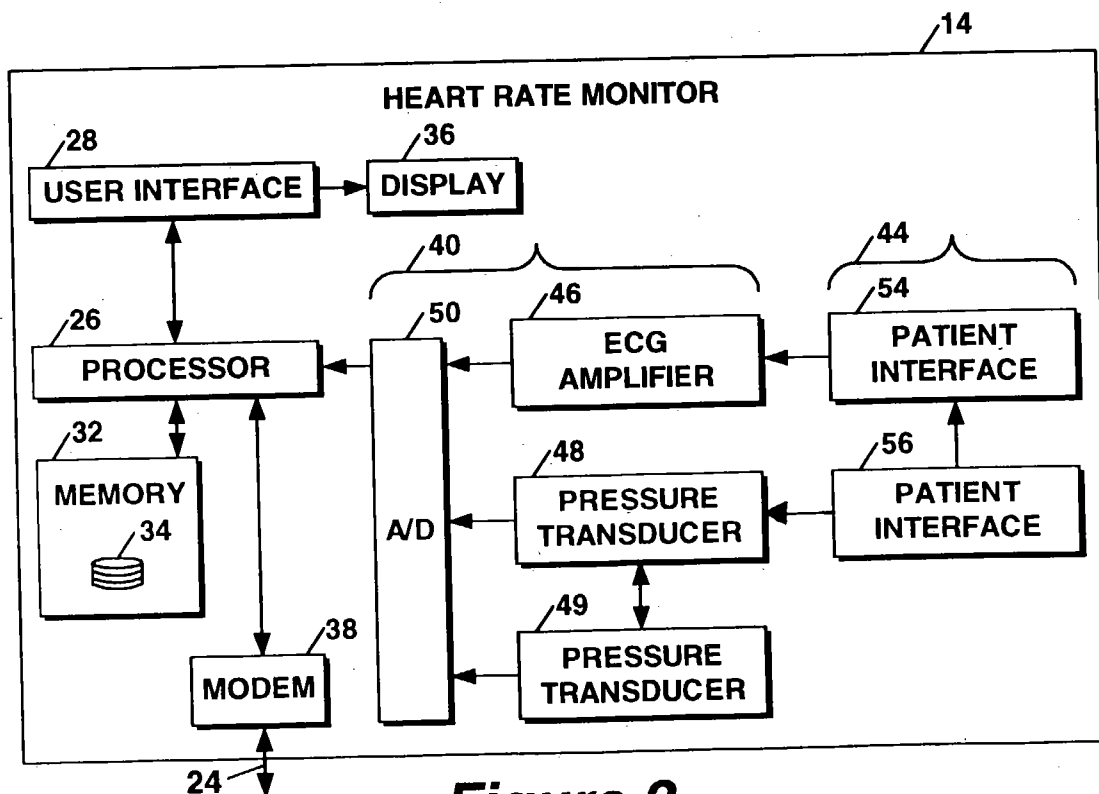 14
HEART RATE MONITOR
28
USER INTERFACE
36
DISPLAY
40
44
26
PROCESSOR
50
A/D
46
ECG
AMPLIFIER
54
PATIENT
INTERFACE
32
MEMORY
34
48
PRESSURE
TRANSDUCER
56
PATIENT
INTERFACE
38
MODEM
49
PRESSURE
TRANSDUCER
24